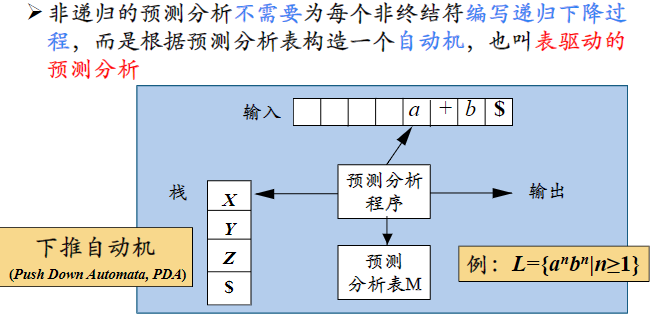 ➢非递归的预测分析不需要为每个非终结符编写递归下降过
程，而是根据预测分析表构造一个自动机，也叫表驱动的
预测分析
输入 a + b $
栈
X
Y
Z
$
预测分析
程序
输出
下推自动机
(Push Down Automata, PDA)
预测
分析表M
例：L={aⁿbⁿ|n≥1}